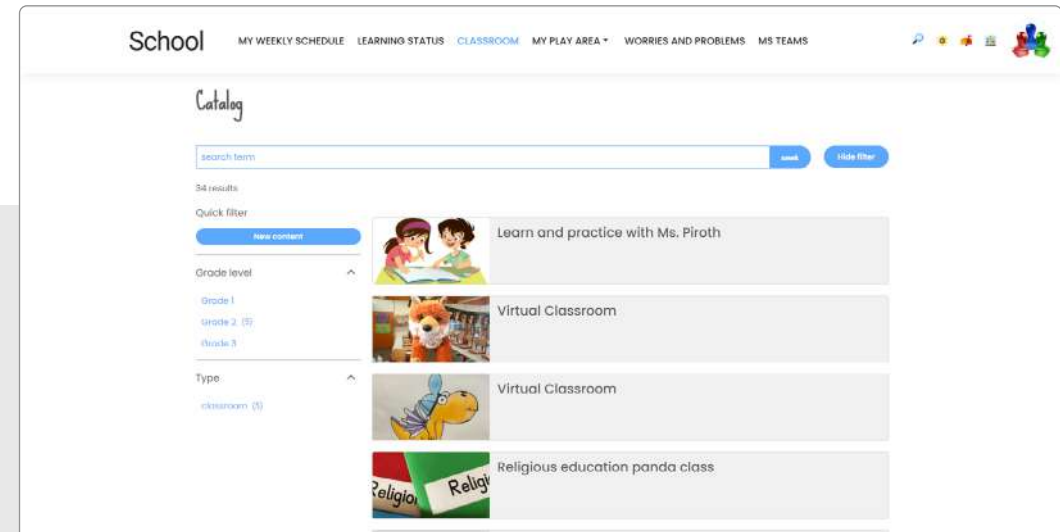 School MY WEEKLY SCHEDULE LEARNING STATUS CLASSROOM MY PLAY AREA WORRIES AND PROBLEMS MS TEAMS
Catalog
search term
Hide filter
34 results
Quick filter
New content
Learn and practice with Ms. Piroth
Grade level
Grade 1
Grade 2 (5)
Grade 3
Virtual Classroom
Type
classroom (5)
Virtual Classroom
Religious education panda class
Religio
Religi